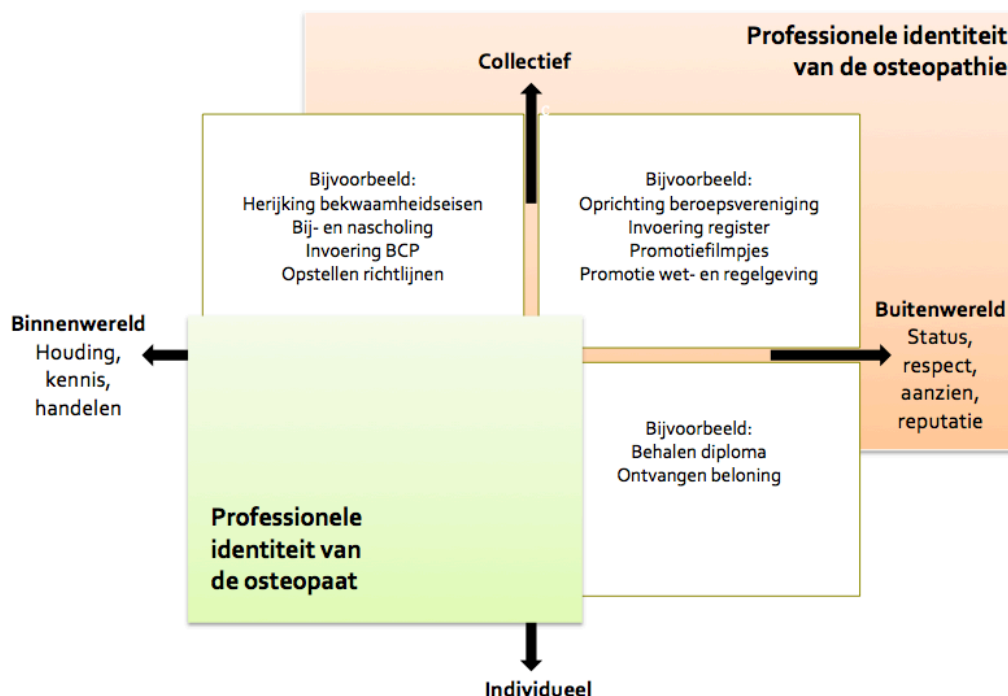 Professionele identiteit
van de osteopathie
Collectief
Bijvoorbeeld:
Herijking bekwaamheidseisen
Bij- en nascholing
Invoering BCP
Opstellen richtlijnen
Bijvoorbeeld:
Oprichting beroepsvereniging
Invoering register
Promotiefilmpjes
Promotie wet- en regelgeving
Binnenwereld
Houding,
kennis,
handelen
Buitenwereld
Status,
respect,
aanzien,
reputatie
Bijvoorbeeld:
Behalen diploma
Ontvangen beloning
Professionele
identiteit van
de osteopaat
Individueel